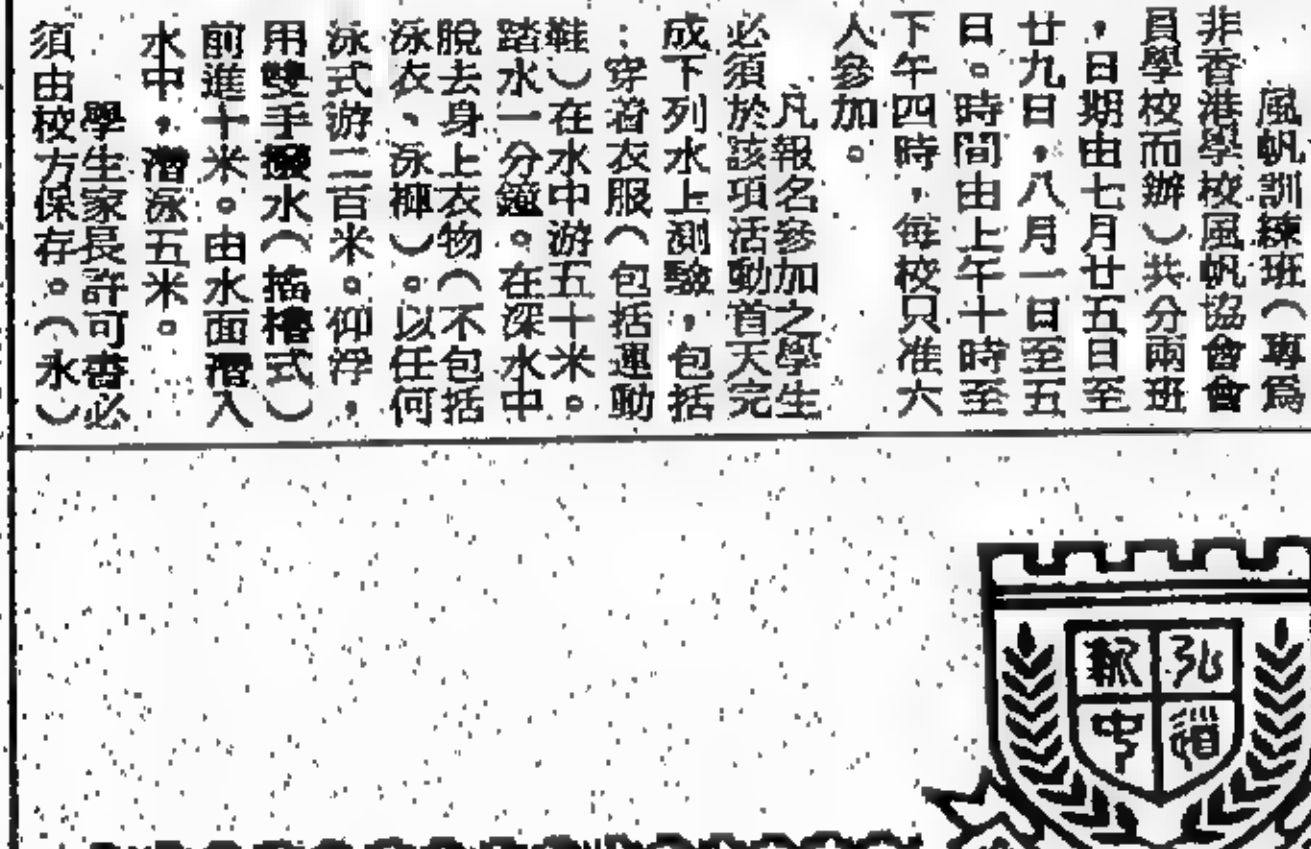 風帆訓練班（專爲
非香港學校風帆協會會
員學校而辦）共分兩班
，日期由七月廿五日至
廿九日，八月一日至五
日。時間由上午十時至
下午四時，每校只准六
人參加。
凡報名參加之學生
必須於該項活動首天完
成下列水上測驗，包括
：穿着衣服（包括運動
鞋）在水中游五十米。
踏水一分鐘。在深水中
脫去身上衣物（不包括
泳衣、泳褲）。以任何
泳式游二百米。仰浮，
用雙手撥水（搖櫓式）
前進十米。由水面潛入
水中，潛泳五米。
學生家長許可書必
須由校方保存。（永）
弘道
新中